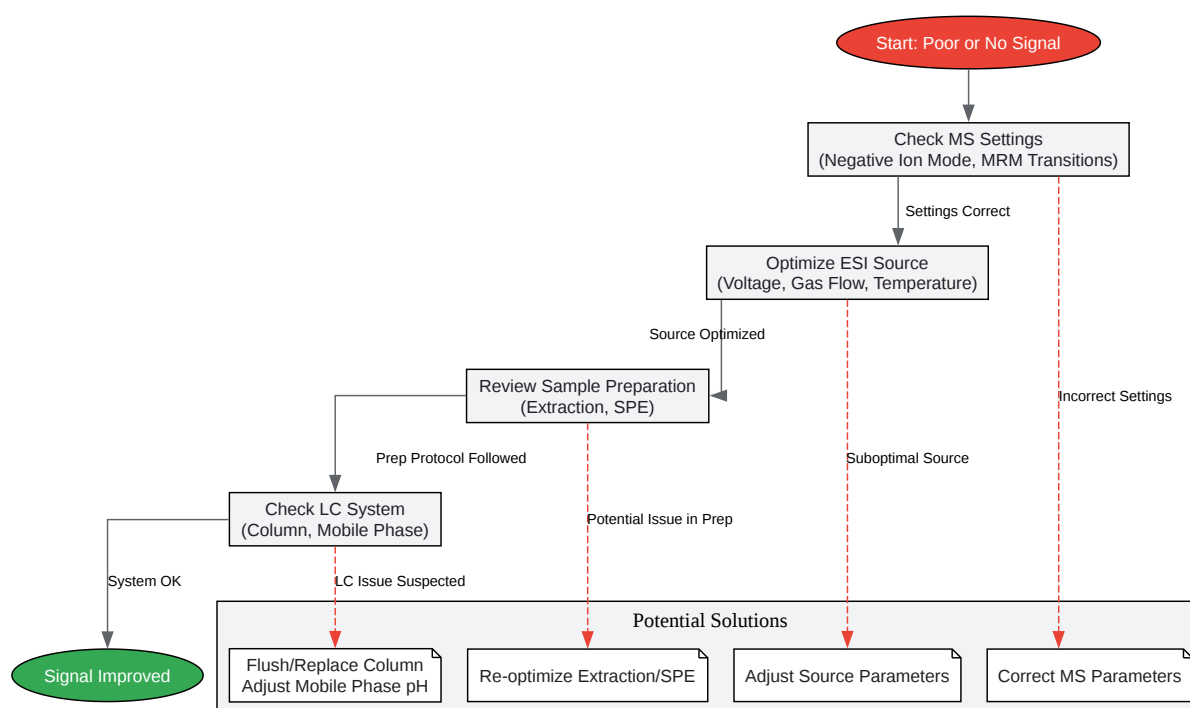 Start: Poor or No Signal
Check MS Settings
(Negative Ion Mode, MRM Transitions)
Settings Correct
Optimize ESI Source
(Voltage, Gas Flow, Temperature)
Source Optimized
Review Sample Preparation
(Extraction, SPE)
Incorrect Settings
Prep Protocol Followed
Suboptimal Source
Check LC System
(Column, Mobile Phase)
Potential Issue in Prep
System OK
LC Issue Suspected
Potential Solutions
Signal Improved
Flush/Replace Column
Adjust Mobile Phase pH
Re-optimize Extraction/SPE
Adjust Source Parameters
Correct MS Parameters